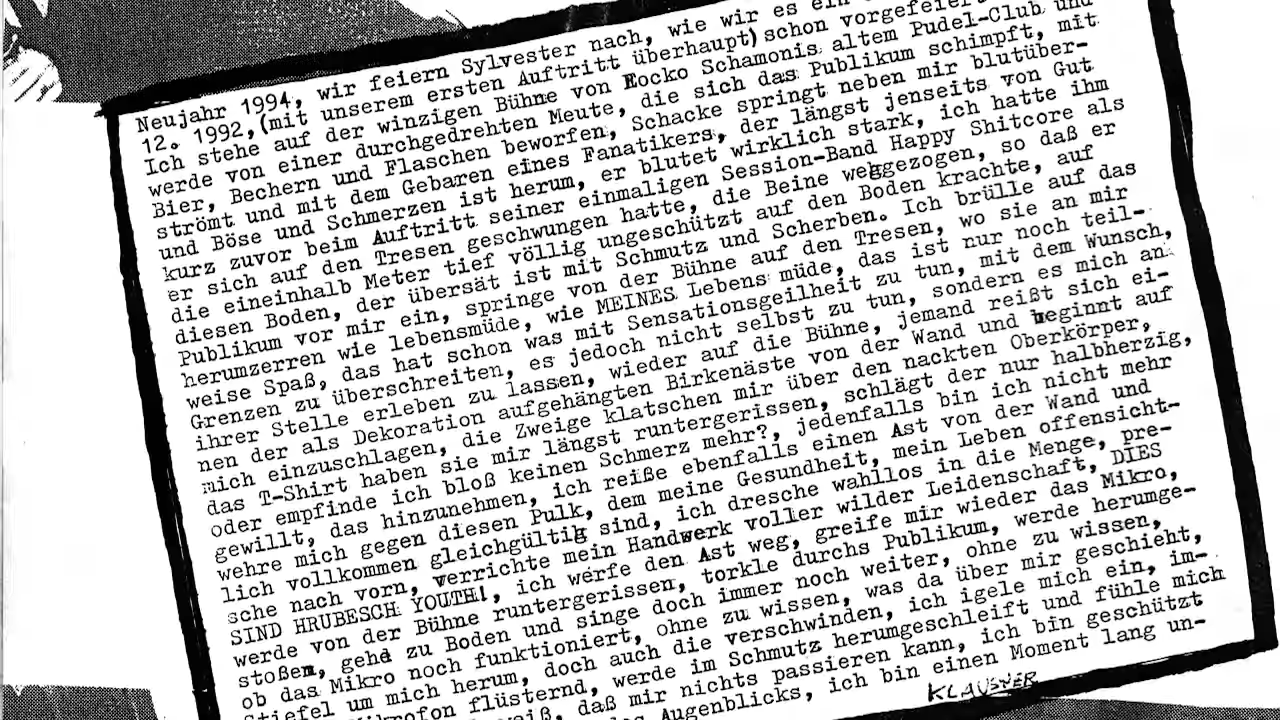 Neujahr 1994, wir feiern Sylvester nach, wie wir es
12. 1992,(mit unserem ersten Auftritt überhaupt)schon vorgefeiert
Ich stehe auf der winzigen Bühne von Rocko Schamonis altem Pudel-Club und
werde von einer durchgedrehten Meute, die sich das Publikum schimpft, mit
Bier, Bechern und Flaschen beworfen, Schacke springt neben mir blutüber-
strömt und mit dem Gebaren eines Fanatikers, der längst jenseits von Gut
und Böse und Schmerzen ist herum, er blutet wirklich stark, ich hatte ihm
kurz zuvor beim Auftritt seiner einmaligen Session-Band Happy Shitcore als
er sich auf den Tresen geschwungen hatte, die Beine weggezogen, so daß er
die eineinhalb Meter tief völlig ungeschützt auf den Boden krachte, auf
diesen Boden, der übersät ist mit Schmutz und Scherben. Ich brülle auf das
Publikum vor mir ein, springe von der Bühne auf den Tresen, wo sie an mir
herumzerren wie lebensmüde, wie MEINES Lebens müde, das ist nur noch teil-
weise Spaß, das hat schon was mit Sensationsgeilheit zu tun, mit dem Wunsch,
Grenzen zu überschreiten, es jedoch nicht selbst zu tun, sondern es mich an
ihrer Stelle erleben zu lassen, wieder auf die Bühne, jemand reißt sich ei-
nen der als Dekoration aufgehängten Birkenäste von der Wand und beginnt auf
mich einzuschlagen, die Zweige klatschen mir über den nackten Oberkörper,
das T-Shirt haben sie mir längst runtergerissen, schlägt der nur halbherzig,
oder empfinde ich bloß keinen Schmerz mehr?, jedenfalls bin ich nicht mehr
gewillt, das hinzunehmen, ich reiße ebenfalls einen Ast von der Wand und
wehre mich gegen diesen Pulk, dem meine Gesundheit, mein Leben offensicht-
lich vollkommen gleichgültig sind, ich dresche wahllos in die Menge, pre-
sche nach vorn, verrichte mein Handwerk voller wilder Leidenschaft, DIES
SIND HRUBESCH YOUTH!, ich werfe den Ast weg, greife mir wieder das Mikro,
werde von der Bühne runtergerissen, torkle durchs Publikum, werde herumge-
stoßen, gehe zu Boden und singe doch immer noch weiter, ohne zu wissen,
ob das Mikro noch funktioniert, ohne zu wissen, was da über mir geschieht,
Stiefel um mich herum, doch auch die verschwinden, ich igele mich ein, im-
flüsternd, werde im Schmutz herumgeschleift und fühle mich
daß mir nichts passieren kann, ich bin geschützt
Augenblicks, ich bin einen Moment lang un-
KLAUSNER